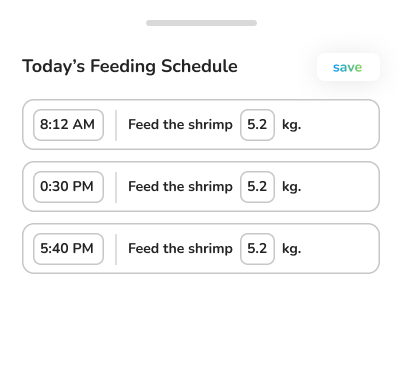 Today’s Feeding Schedule save
8:12 AM Feed the shrimp 5.2 kg.
0:30 PM Feed the shrimp 5.2 kg.
5:40 PM Feed the shrimp 5.2 kg.